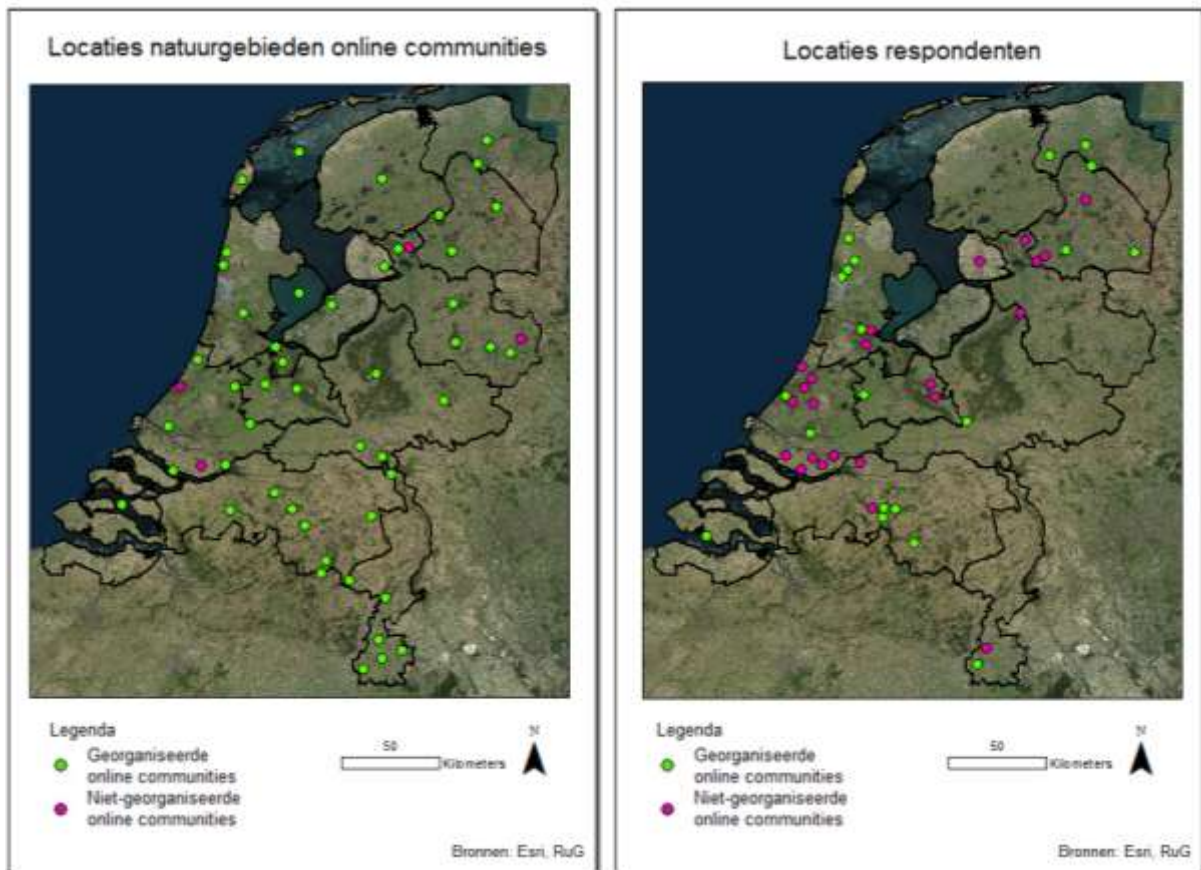 Locaties natuurgebieden online communities
Legenda
Georganiseerde
online communities
Niet-georganiseerde
online communities
50
Kilometers
N
Bronnen: Esri, RuG
Locaties respondenten
Legenda
Georganiseerde
online communities
Niet-georganiseerde
online communities
50
Kilometers
N
Bronnen: Esri, RuG